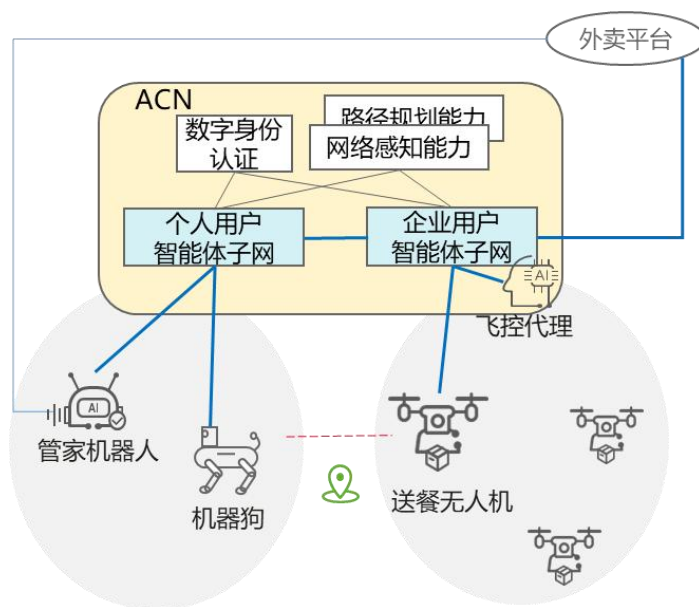 外卖平台
ACN
数字身份
认证
路径规划能力
网络感知能力
个人用户
智能体子网
企业用户
智能体子网
AI
飞控代理
AI
管家机器人
机器狗
送餐无人机